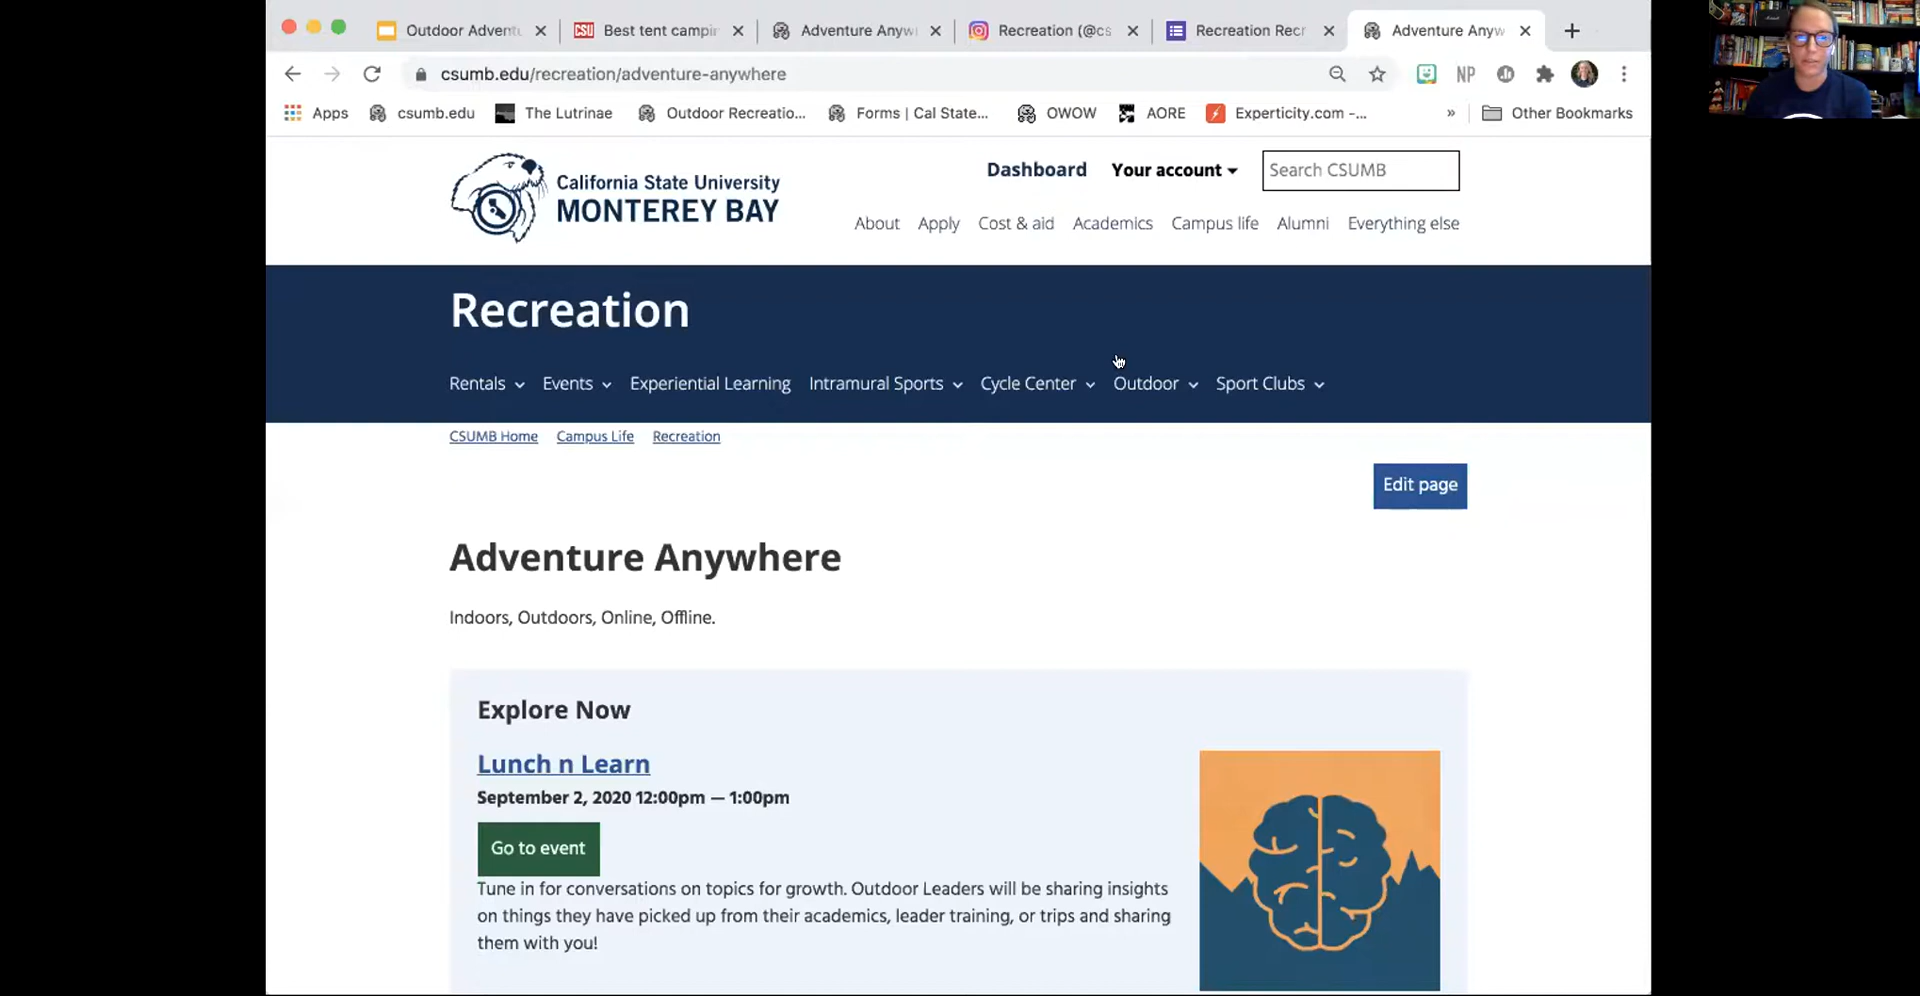 Outdoor Adventu
Best tent campin
Adventure Anyw
Recreation (@cs
Recreation Recr
Adventure Anyw
csumb.edu/recreation/adventure-anywhere
NP
Apps
csumb.edu
The Lutrinae
Outdoor Recreatio...
Forms | Cal State...
OWOW
AORE
Experticity.com -...
»
Other Bookmarks
California State University
MONTEREY BAY
Dashboard
Your account
Search CSUMB
About Apply Cost & aid Academics Campus life Alumni Everything else
Recreation
Rentals Events Experiential Learning Intramural Sports Cycle Center Outdoor Sport Clubs
CSUMB Home Campus Life Recreation
Edit page
Adventure Anywhere
Indoors, Outdoors, Online, Offline.
Explore Now
Lunch n Learn
September 2, 2020 12:00pm — 1:00pm
Go to event
Tune in for conversations on topics for growth. Outdoor Leaders will be sharing insights
on things they have picked up from their academics, leader training, or trips and sharing
them with you!